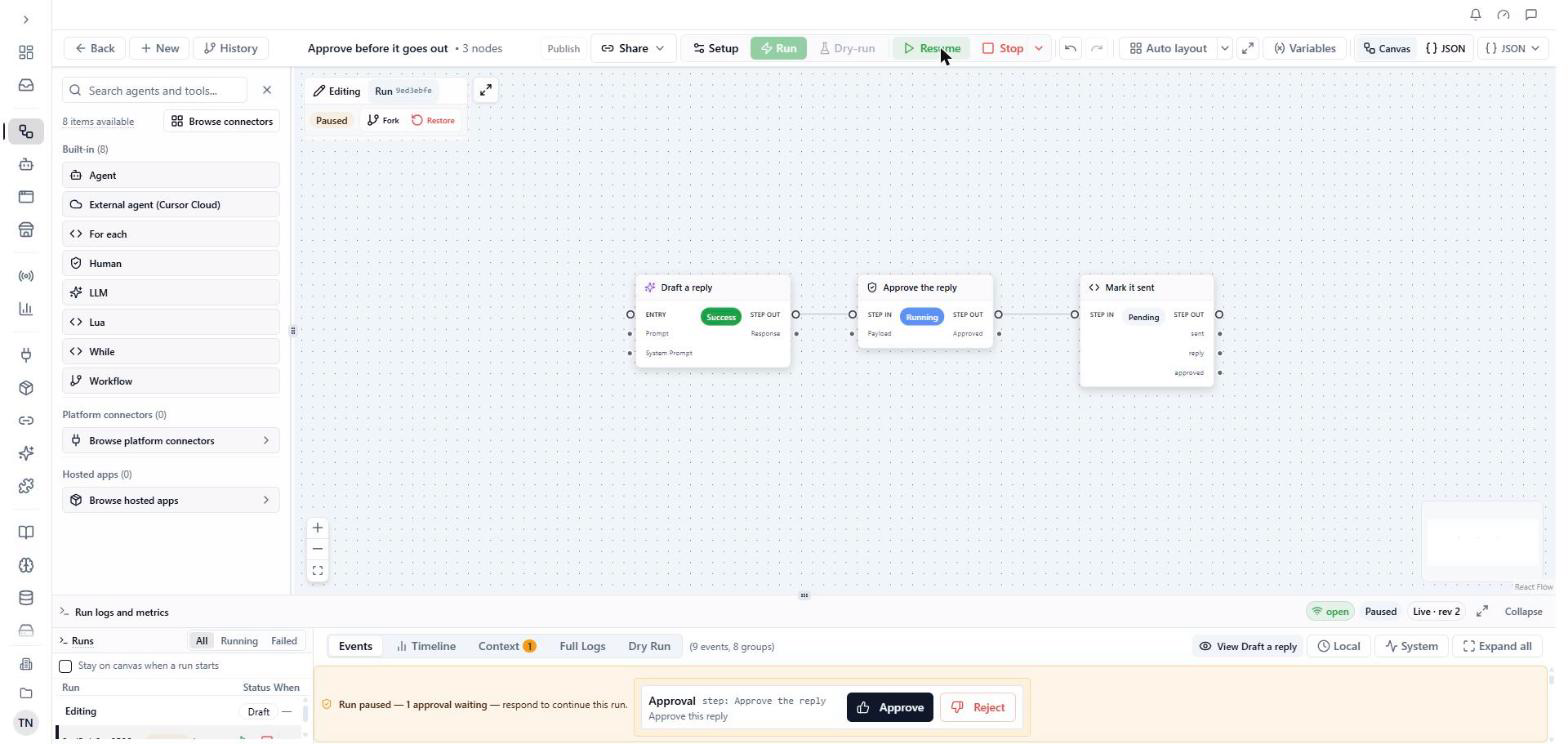 Back
New
History
Approve before it goes out • 3 nodes
Publish
Share
Setup
Run
Dry-run
Resume
Stop
Auto layout
Variables
Canvas
{ } JSON
{ } JSON
Search agents and tools...
8 items available
Browse connectors
Built-in (8)
Agent
External agent (Cursor Cloud)
For each
Human
LLM
Lua
While
Workflow
Platform connectors (0)
Browse platform connectors
Hosted apps (0)
Browse hosted apps
Editing
Run 9ed3ebfe
Paused
Fork
Restore
Draft a reply
ENTRY
Success
STEP OUT
Prompt
Response
System Prompt
Approve the reply
STEP IN
Running
STEP OUT
Payload
Approved
Mark it sent
STEP IN
Pending
STEP OUT
sent
reply
approved
React Flow
Run logs and metrics
open
Paused
Live · rev 2
Collapse
Runs
All
Running
Failed
Stay on canvas when a run starts
Run
Status
When
Editing
Draft
—
Events
Timeline
Context 1
Full Logs
Dry Run
(9 events, 8 groups)
View Draft a reply
Local
System
Expand all
Run paused — 1 approval waiting — respond to continue this run.
Approval step: Approve the reply
Approve this reply
Approve
Reject
TN